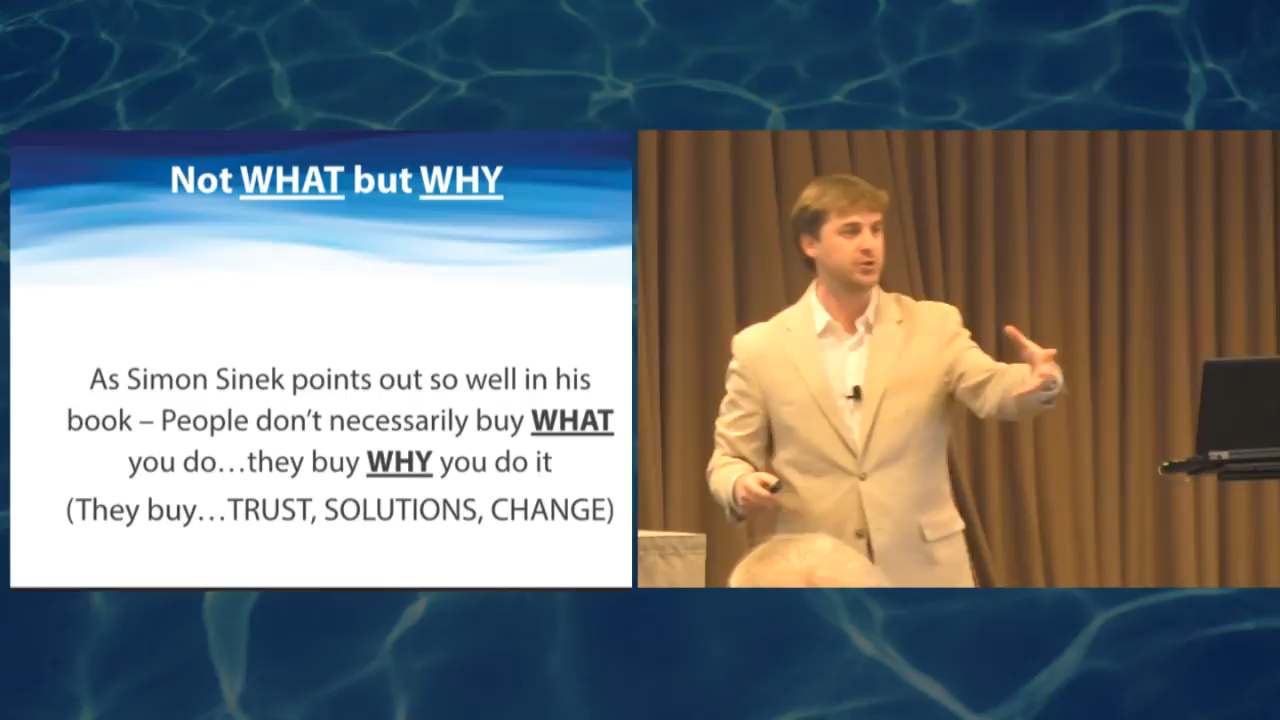 Not WHAT but WHY
As Simon Sinek points out so well in his
book – People don't necessarily buy WHAT
you do…they buy WHY you do it
(They buy…TRUST, SOLUTIONS, CHANGE)